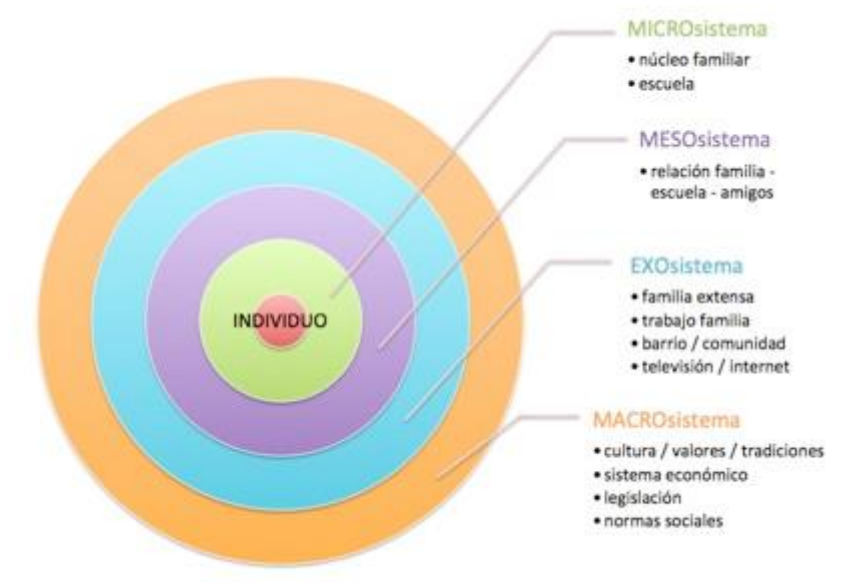 MICROsistema
• núcleo familiar
• escuela
MESOsistema
• relación familia -
escuela - amigos
INDIVIDUO
EXOsistema
• familia extensa
• trabajo familia
• barrio / comunidad
• televisión / internet
MACROsistema
• cultura / valores / tradiciones
• sistema económico
• legislación
• normas sociales